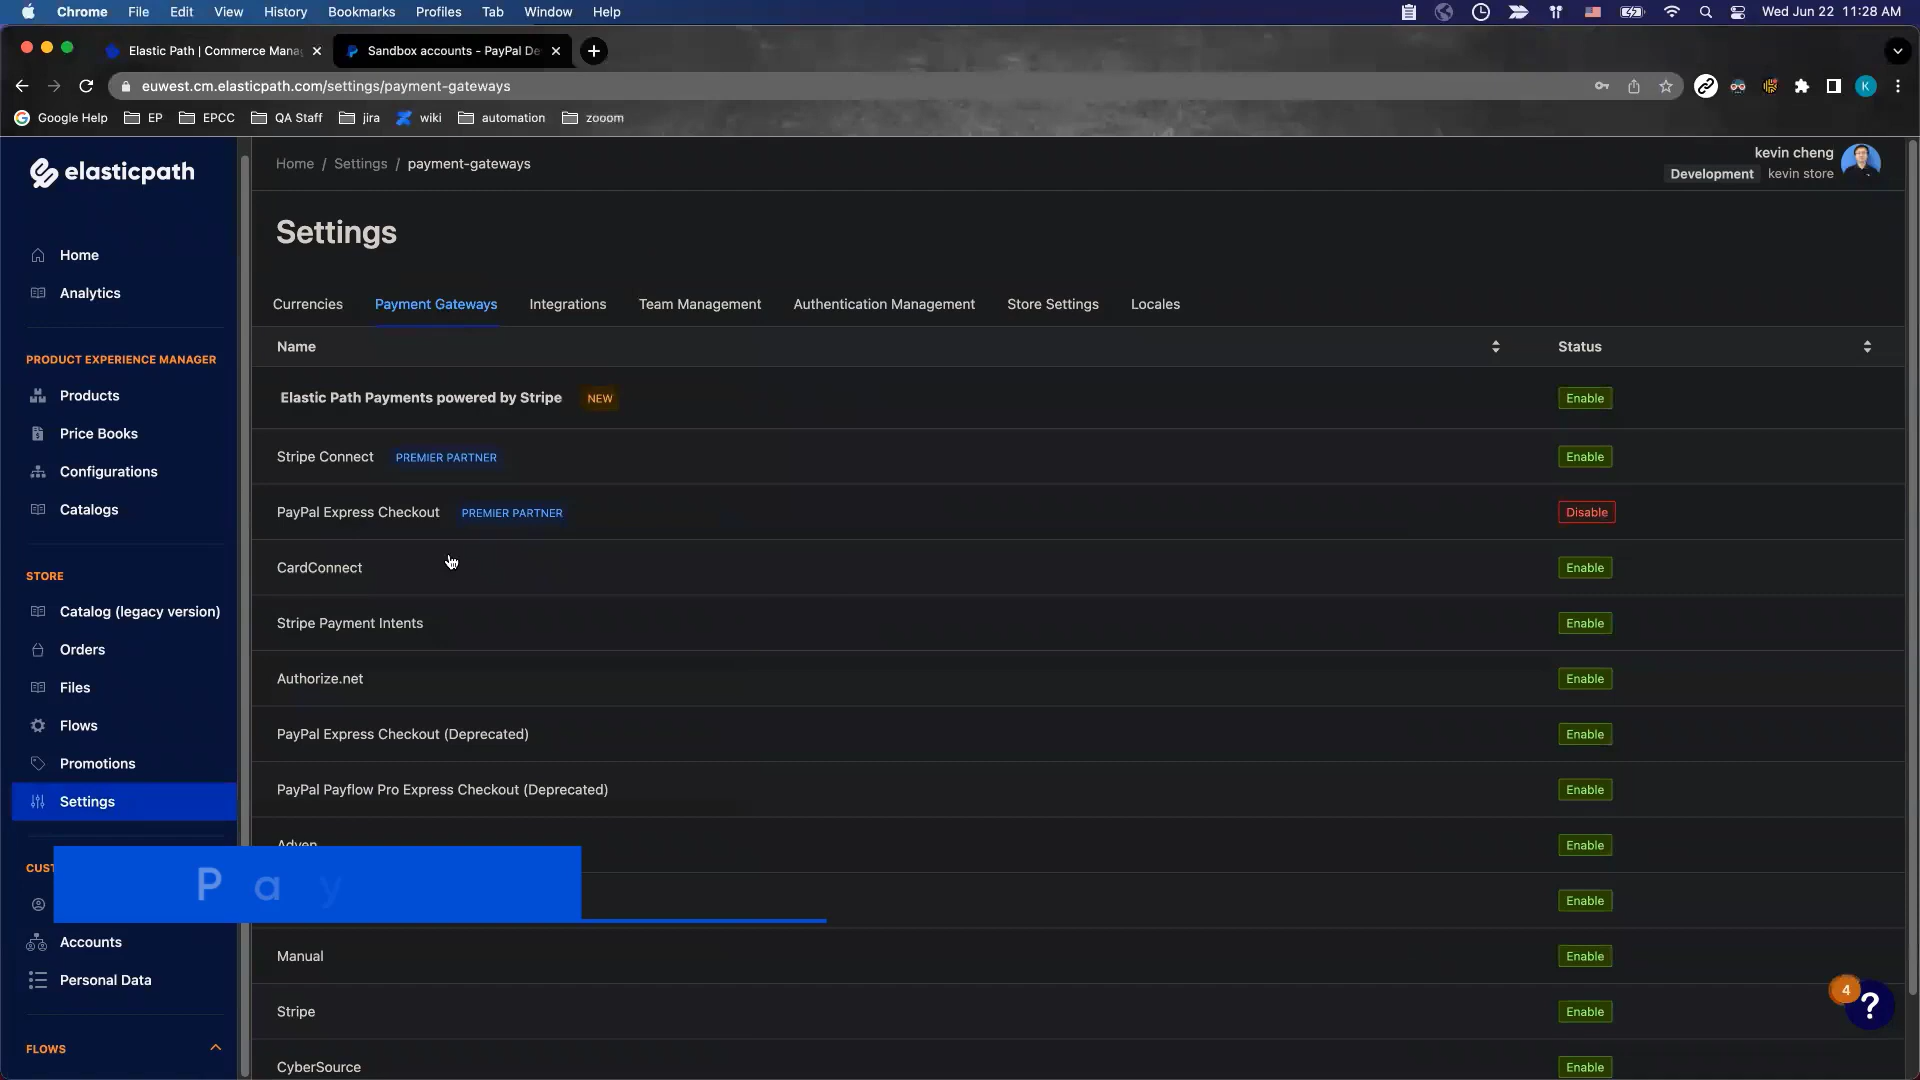 Chrome File Edit View History Bookmarks Profiles Tab Window Help Wed Jun 22 11:28 AM
Elastic Path | Commerce Mana
Sandbox accounts - PayPal De
euwest.cm.elasticpath.com/settings/payment-gateways
K
Google Help EP EPCC QA Staff jira wiki automation zooom
elasticpath
Home / Settings / payment-gateways
kevin cheng
Development kevin store
Settings
Home
Analytics
PRODUCT EXPERIENCE MANAGER
Products
Price Books
Configurations
Catalogs
STORE
Catalog (legacy version)
Orders
Files
Flows
Promotions
Settings
CUST
Accounts
Personal Data
FLOWS
Currencies Payment Gateways Integrations Team Management Authentication Management Store Settings Locales
Name Status
Elastic Path Payments powered by Stripe NEW Enable
Stripe Connect PREMIER PARTNER Enable
PayPal Express Checkout PREMIER PARTNER Disable
CardConnect Enable
Stripe Payment Intents Enable
Authorize.net Enable
PayPal Express Checkout (Deprecated) Enable
PayPal Payflow Pro Express Checkout (Deprecated) Enable
Adyen Enable
P a y
Enable
Manual Enable
Stripe Enable
CyberSource Enable
4
?